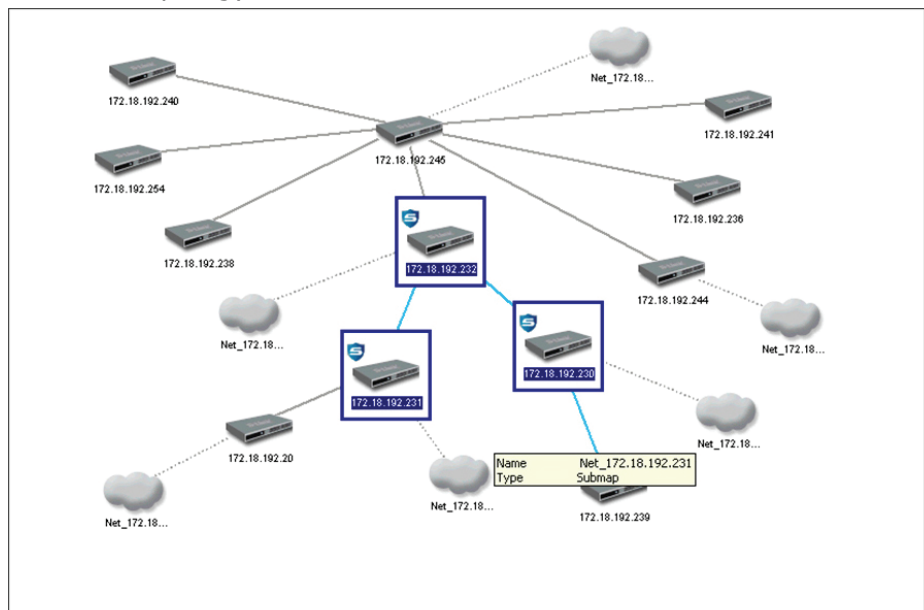 Net_172.18...
172.18.192.240
172.18.192.241
172.18.192.245
172.18.192.254
172.18.192.236
172.18.192.238
172.18.192.232
172.18.192.244
Net_172.18...
Net_172.18...
172.18.192.230
172.18.192.231
Net_172.18...
172.18.192.20
Name Net_172.18.192.231
Type Submap
Net_172.18...
Net_172.18...
172.18.192.239